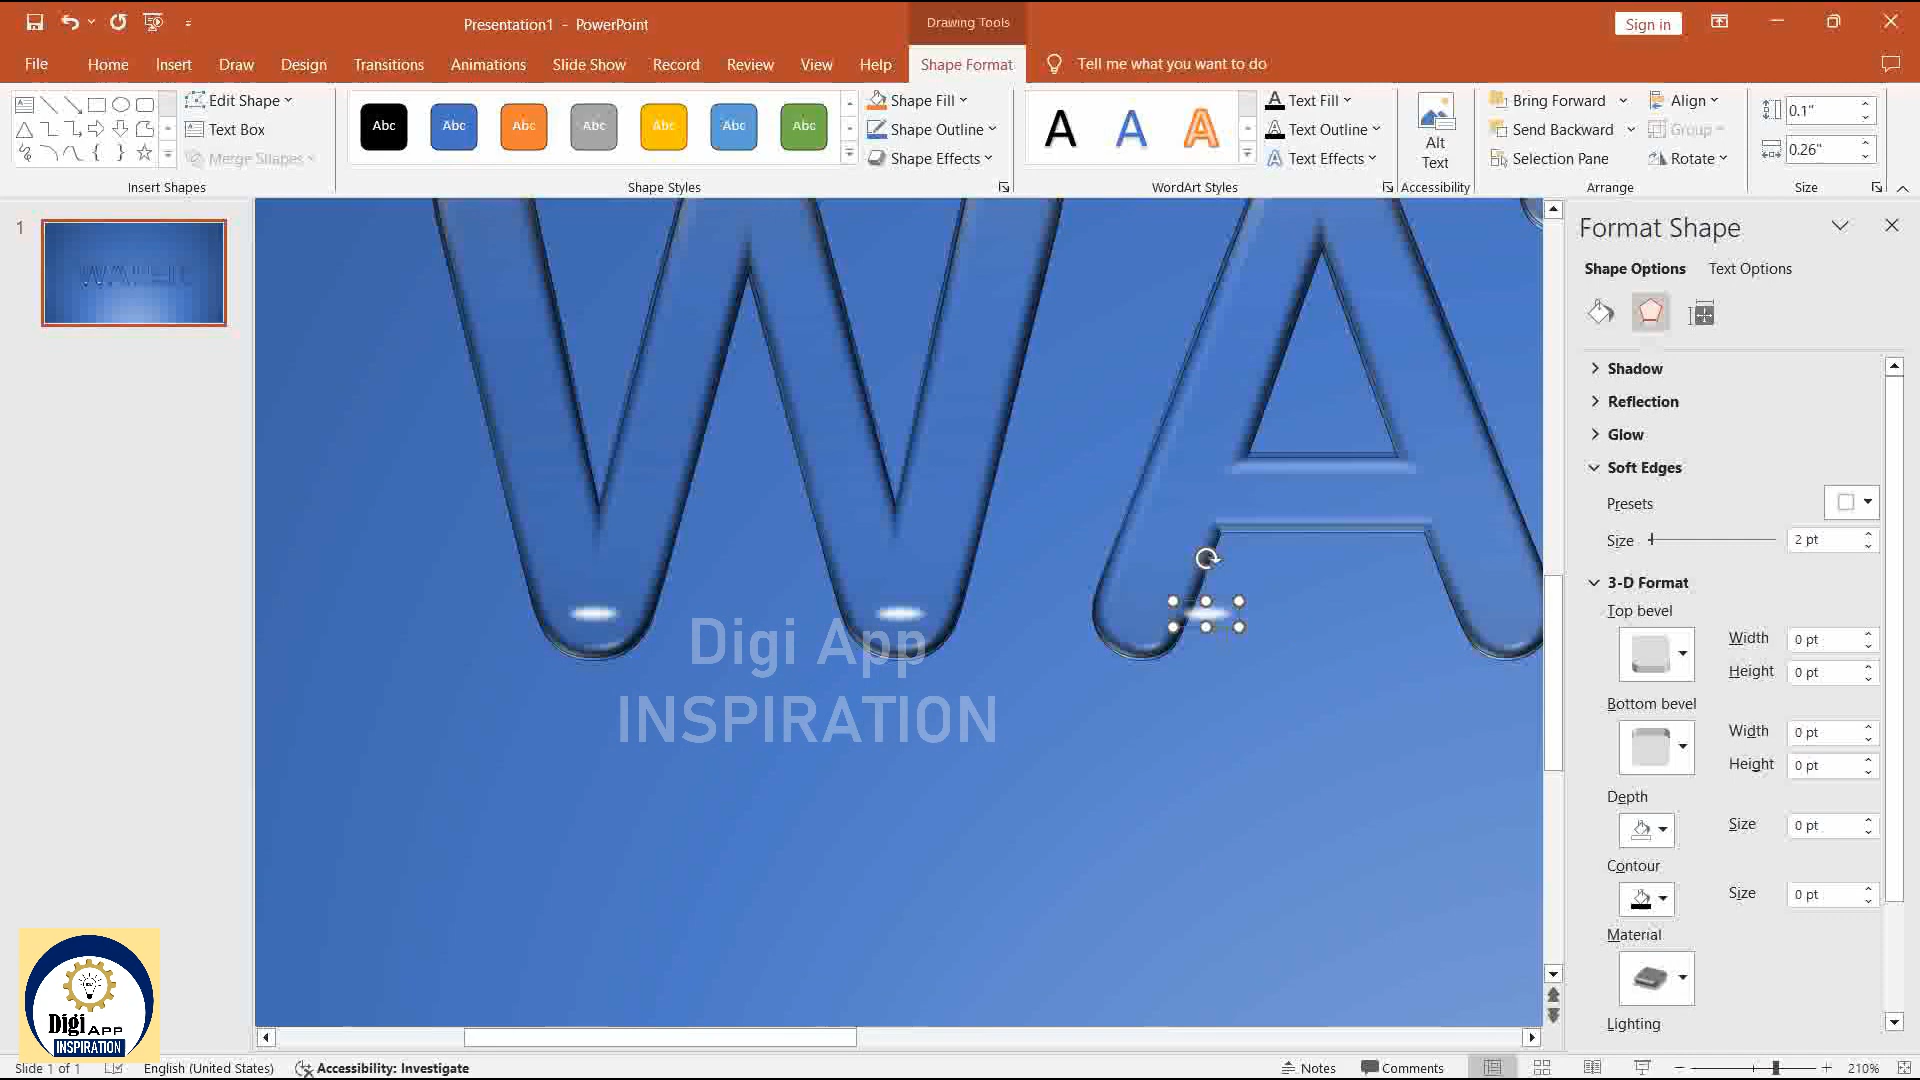 Presentation1 - PowerPoint
Drawing Tools
Sign in
File
Home
Insert
Draw
Design
Transitions
Animations
Slide Show
Record
Review
View
Help
Shape Format
Tell me what you want to do
Edit Shape
Text Box
Merge Shapes
Insert Shapes
Abc
Abc
Abc
Abc
Abc
Abc
Abc
Shape Fill
Shape Outline
Shape Effects
Shape Styles
A
A
A
Text Fill
Text Outline
Text Effects
WordArt Styles
Alt
Text
Accessibility
Bring Forward
Send Backward
Selection Pane
Align
Group
Rotate
Arrange
0.1"
0.26"
Size
1
WA
Digi App
INSPIRATION
Format Shape
Shape Options
Text Options
Shadow
Reflection
Glow
Soft Edges
Presets
Size
2 pt
3-D Format
Top bevel
Width
0 pt
Height
0 pt
Bottom bevel
Width
0 pt
Height
0 pt
Depth
Size
0 pt
Contour
Size
0 pt
Material
Lighting
Digi APP
INSPIRATION
Slide 1 of 1
English (United States)
Accessibility: Investigate
Notes
Comments
210%